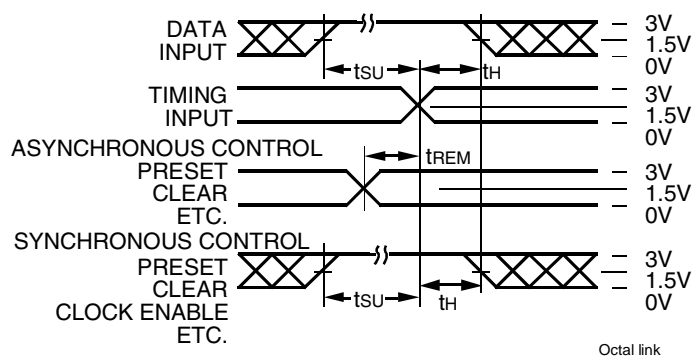 DATA
INPUT
3V
1.5V
0V
tSU
tH
TIMING
INPUT
3V
1.5V
0V
ASYNCHRONOUS CONTROL
PRESET
CLEAR
ETC.
tREM
3V
1.5V
0V
SYNCHRONOUS CONTROL
PRESET
CLEAR
CLOCK ENABLE
ETC.
3V
1.5V
0V
tSU
tH
Octal link